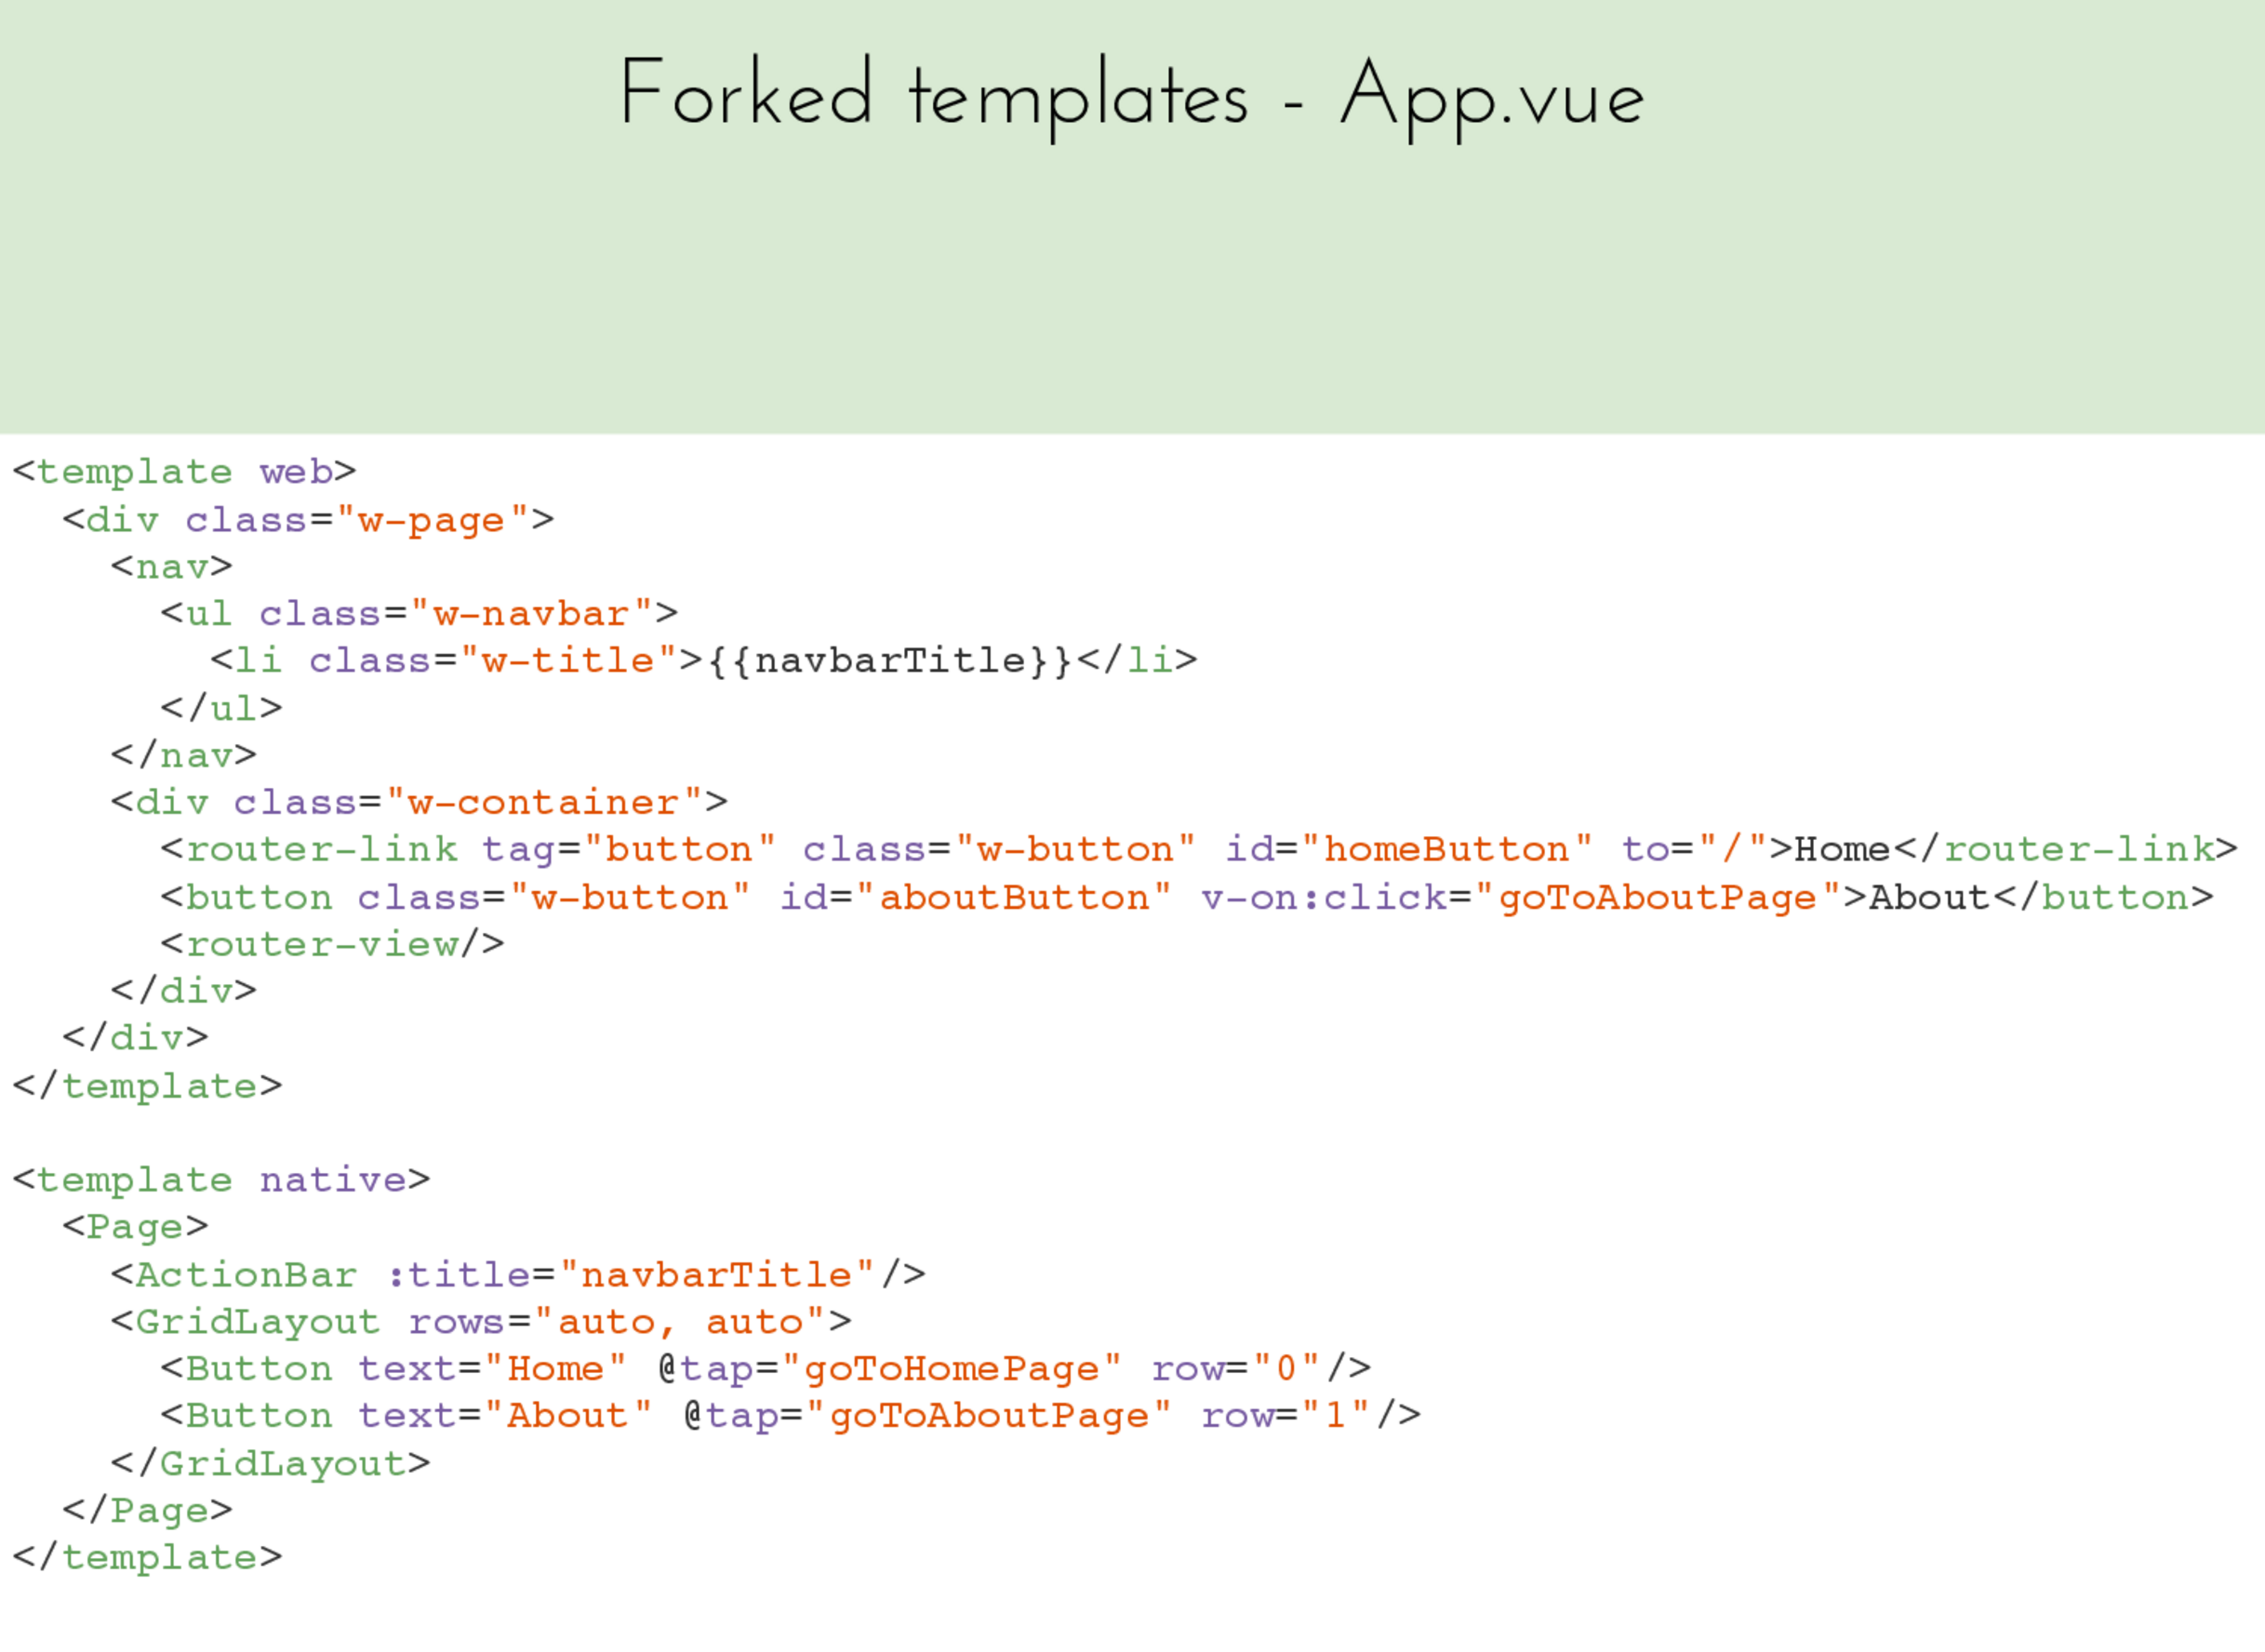 Forked templates - App.vue
<template web>
  <div class="w-page">
    <nav>
      <ul class="w-navbar">
        <li class="w-title">{{navbarTitle}}</li>
      </ul>
    </nav>
    <div class="w-container">
      <router-link tag="button" class="w-button" id="homeButton" to="/">Home</router-link>
      <button class="w-button" id="aboutButton" v-on:click="goToAboutPage">About</button>
      <router-view/>
    </div>
  </div>
</template>

<template native>
  <Page>
    <ActionBar :title="navbarTitle"/>
    <GridLayout rows="auto, auto">
      <Button text="Home" @tap="goToHomePage" row="0"/>
      <Button text="About" @tap="goToAboutPage" row="1"/>
    </GridLayout>
  </Page>
</template>